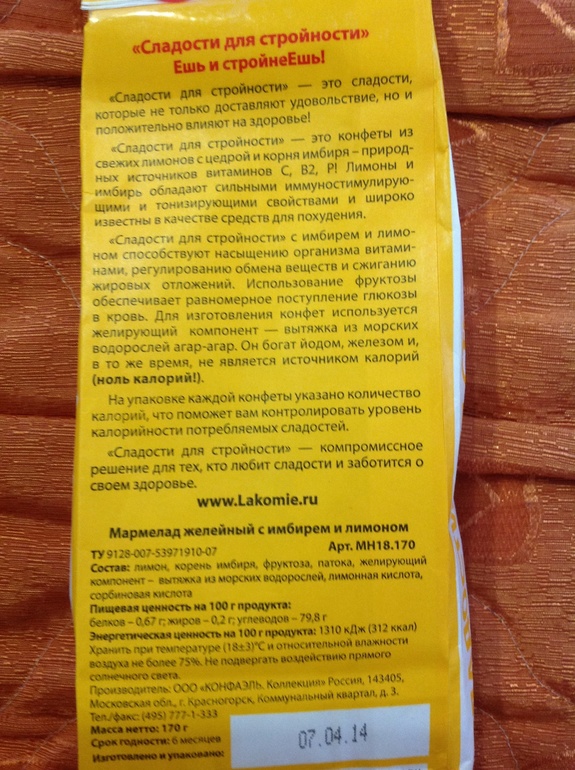 «Сладости для стройности»
Ешь и стройнеЕшь!
«Сладости для стройности» — это сладости,
которые не только доставляют удовольствие, но и
положительно влияют на здоровье!
«Сладости для стройности» — это конфеты из
свежих лимонов с цедрой и корня имбиря – природ-
ных источников витаминов С, В2, Р! Лимоны и
имбирь обладают сильными иммуностимулирую-
щими и тонизирующими свойствами и широко
известны в качестве средств для похудения.
«Сладости для стройности» с имбирем и лимо-
ном способствуют насыщению организма витами-
нами, регулированию обмена веществ и сжиганию
жировых отложений. Использование фруктозы
обеспечивает равномерное поступление глюкозы
в кровь. Для изготовления конфет используется
желирующий компонент — вытяжка из морских
водорослей агар-агар. Он богат йодом, железом и,
в то же время, не является источником калорий
(ноль калорий!).
На упаковке каждой конфеты указано количество
калорий, что поможет вам контролировать уровень
калорийности потребляемых сладостей.
«Сладости для стройности» — компромиссное
решение для тех, кто любит сладости и заботится о
своем здоровье.
www.Lakomie.ru
Мармелад желейный с имбирем и лимоном
ТУ 9128-007-53971910-07 Арт. МН18.170
Состав: лимон, корень имбиря, фруктоза, патока, желирующий
компонент – вытяжка из морских водорослей, лимонная кислота,
сорбиновая кислота
Пищевая ценность на 100 г продукта:
белков – 0,67 г; жиров – 0,2 г; углеводов – 79,8 г
Энергетическая ценность на 100 г продукта: 1310 кДж (312 ккал)
Хранить при температуре (18±3)°С и относительной влажности
воздуха не более 75%. Не подвергать воздействию прямого
солнечного света.
Производитель: ООО «КОНФАЭЛЬ. Коллекция» Россия, 143405,
Московская обл., г. Красногорск, Коммунальный квартал, д. 3.
Тел./факс: (495) 777-1-333
Масса нетто: 170 г
Срок годности: 6 месяцев
Изготовлено и упаковано: 07.04.14